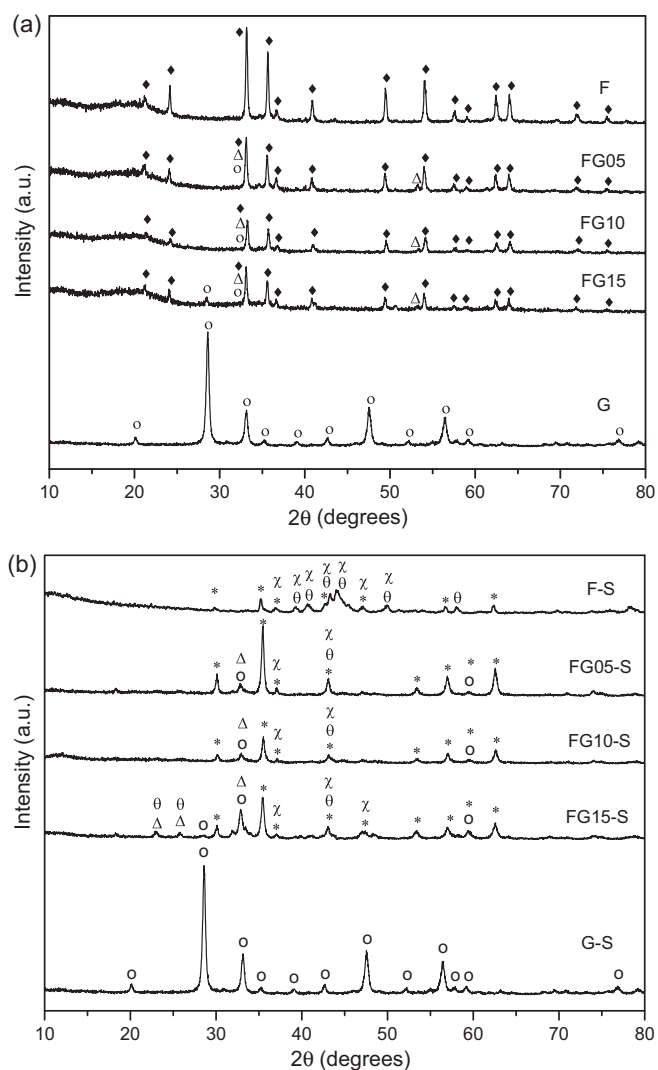 (a)
F
FG05
FG10
FG15
G
Intensity (a.u.)
10 20 30 40 50 60 70 80
2θ (degrees)
(b)
F-S
FG05-S
FG10-S
FG15-S
G-S
Intensity (a.u.)
10 20 30 40 50 60 70 80
2θ (degrees)